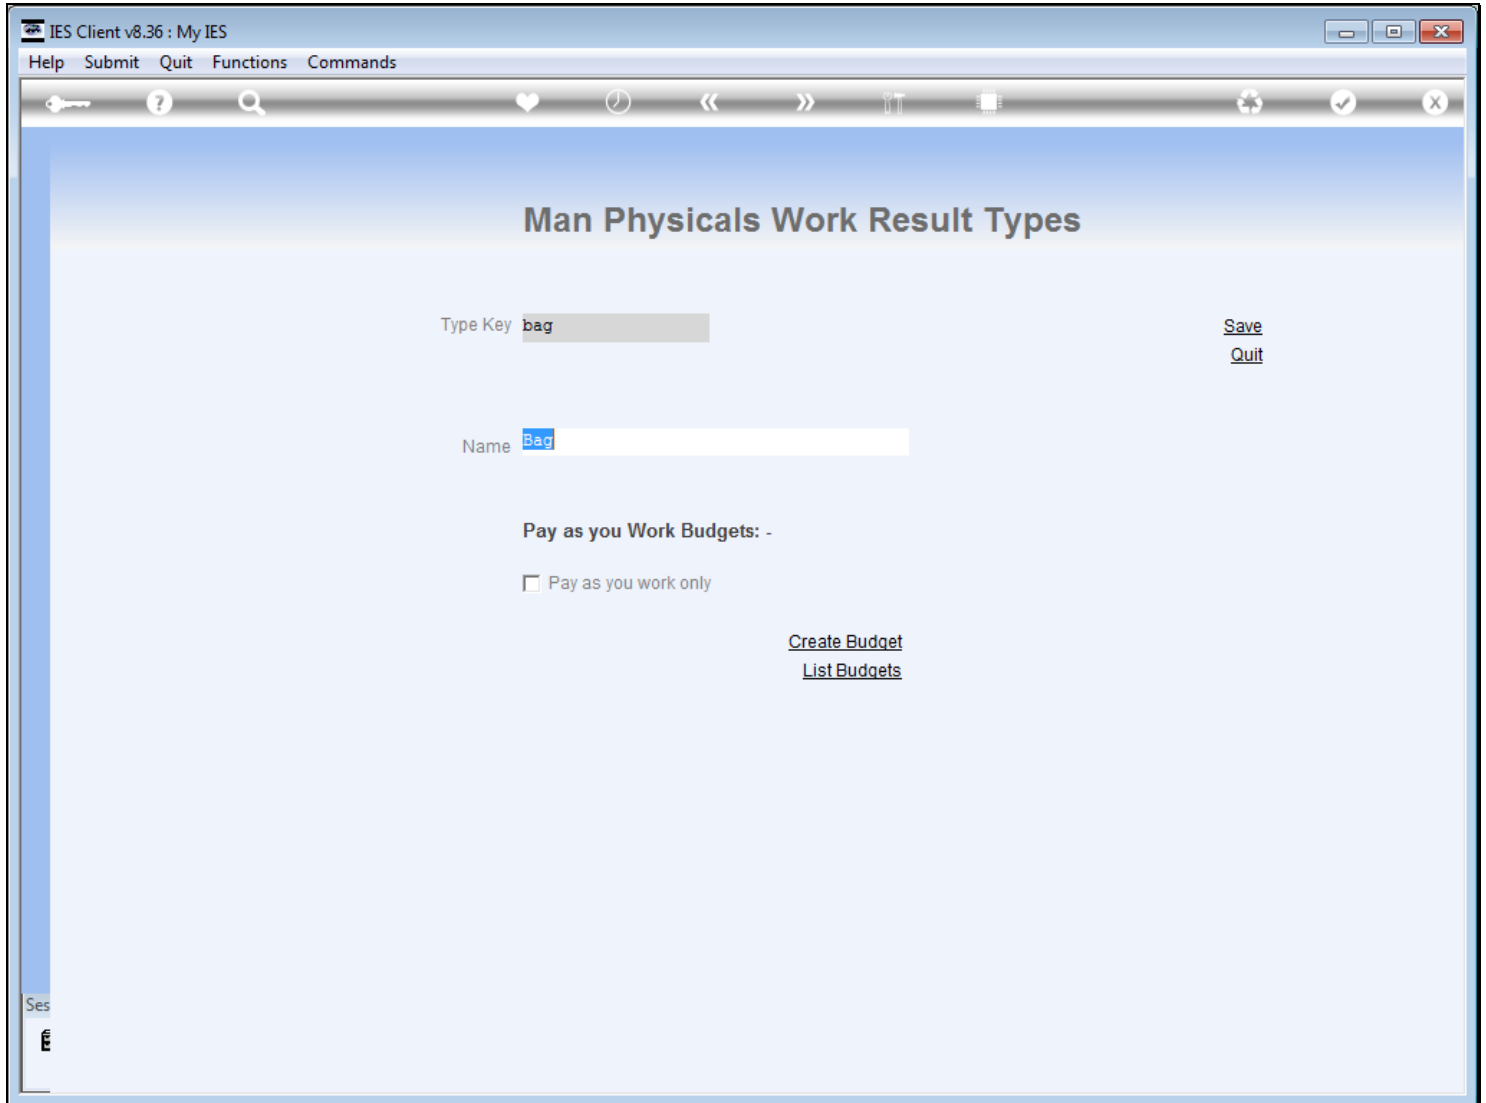 IES Client v8.36 : My IES
Help Submit Quit Functions Commands
Man Physicals Work Result Types
Type Key bag
Save
Quit
Name Bag
Pay as you Work Budgets: -
Pay as you work only
Create Budget
List Budgets
Ses